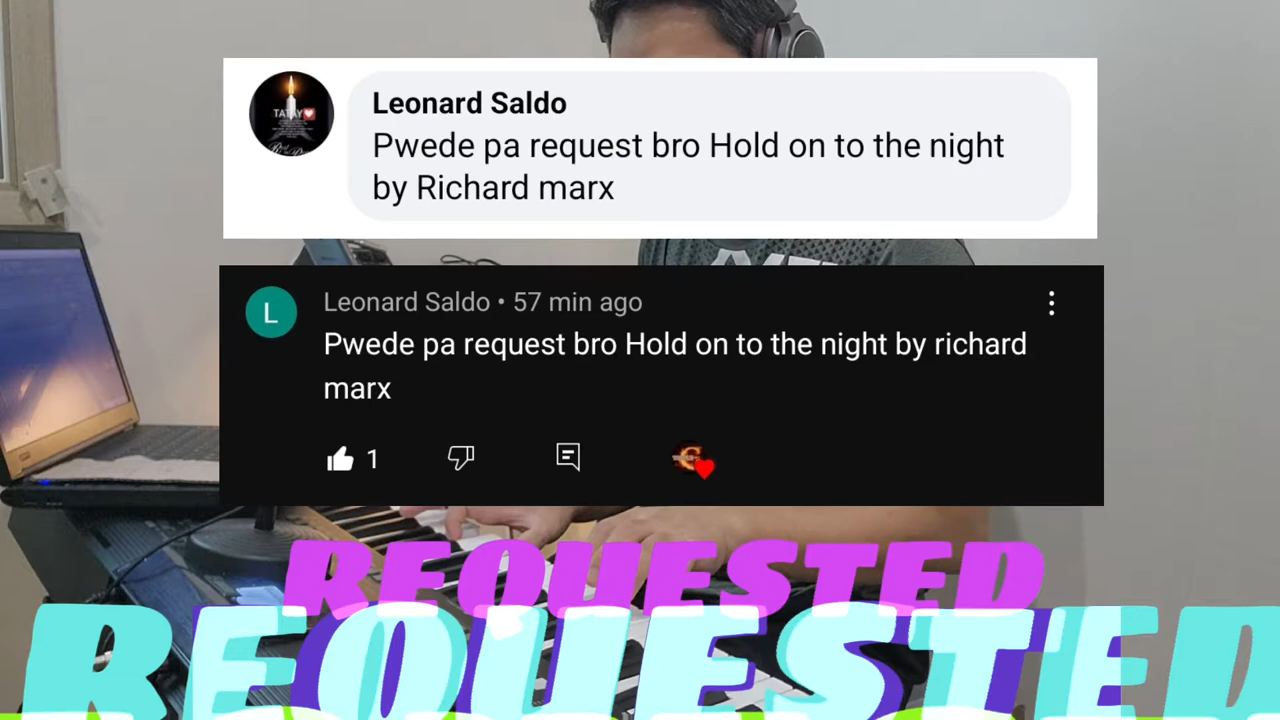 TATAY
Leonard Saldo
Pwede pa request bro Hold on to the night
by Richard marx
L
Leonard Saldo • 57 min ago
Pwede pa request bro Hold on to the night by richard
marx
1
REQUESTED
REQUESTED